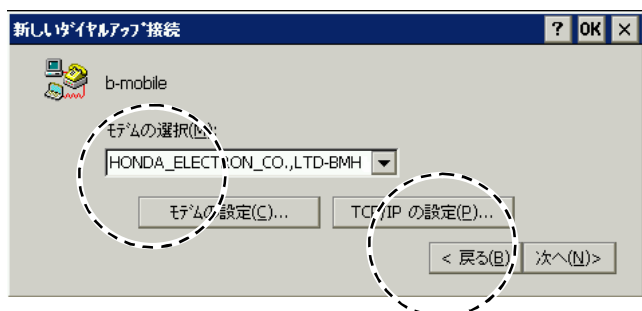 新しいﾀﾞｲﾔﾙｱｯﾌﾟ接続 ? OK ×
b-mobile
ﾓﾃﾞﾑの選択(M):
HONDA_ELECTRON_CO.,LTD-BMH
ﾓﾃﾞﾑの設定(C)... TCP/IP の設定(P)...
< 戻る(B) 次へ(N)>